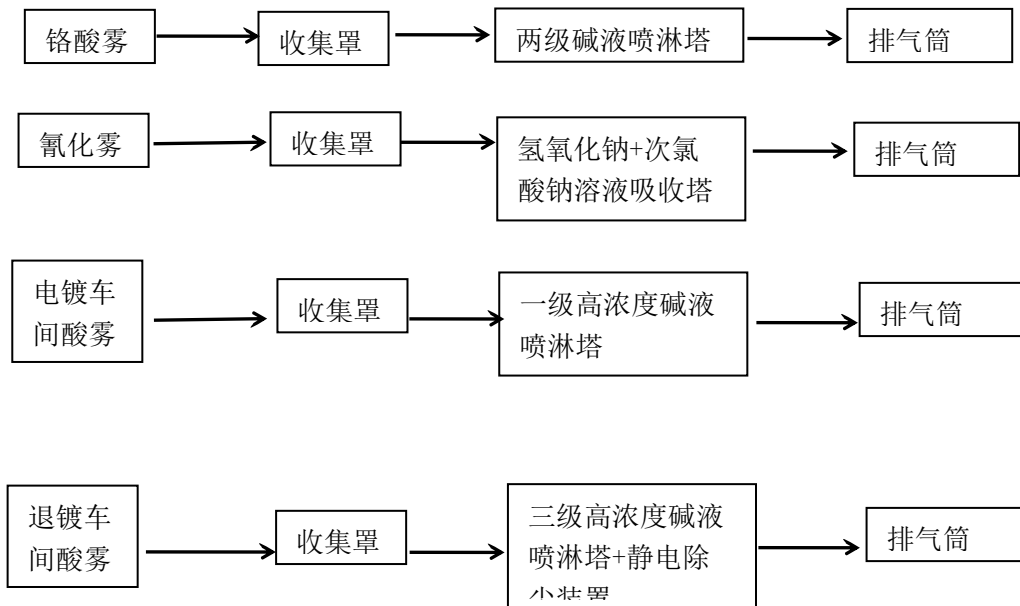 铬酸雾
收集罩
两级碱液喷淋塔
排气筒
氰化雾
收集罩
氢氧化钠+次氯
酸钠溶液吸收塔
排气筒
电镀车
间酸雾
收集罩
一级高浓度碱液
喷淋塔
排气筒
退镀车
间酸雾
收集罩
三级高浓度碱液
喷淋塔+静电除
尘装置
排气筒